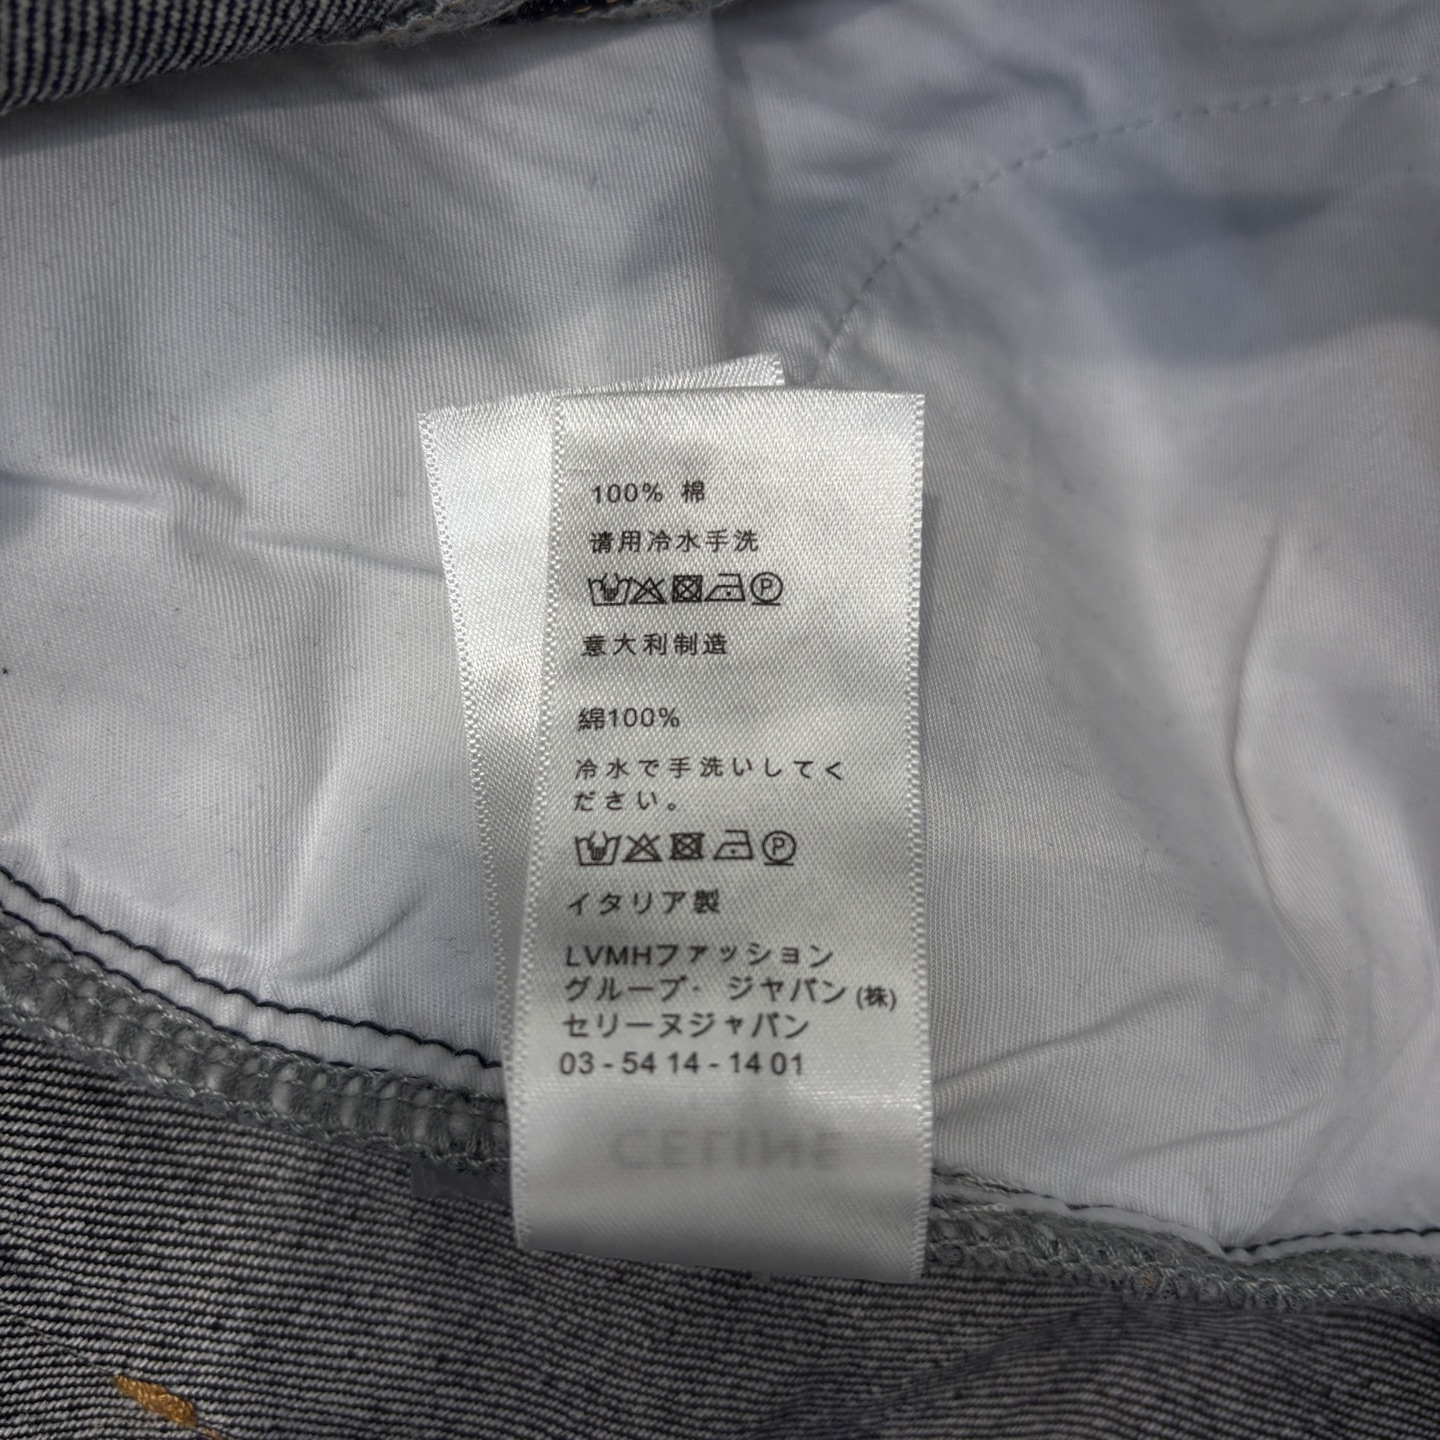 100% 棉
请用冷水手洗
P
意大利制造
綿100%
冷水で手洗いしてく
ださい。
P
イタリア製
LVMHファッション
グループ・ ジャパン (株)
セリーヌジャパン
03-5414-1401
CELINE